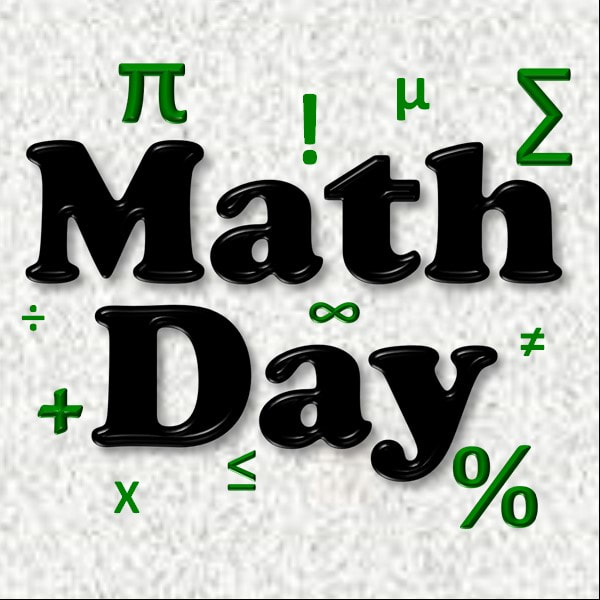 π ! μ ∑
Math
÷ ∞ ≠
Day
+
x ≤ %